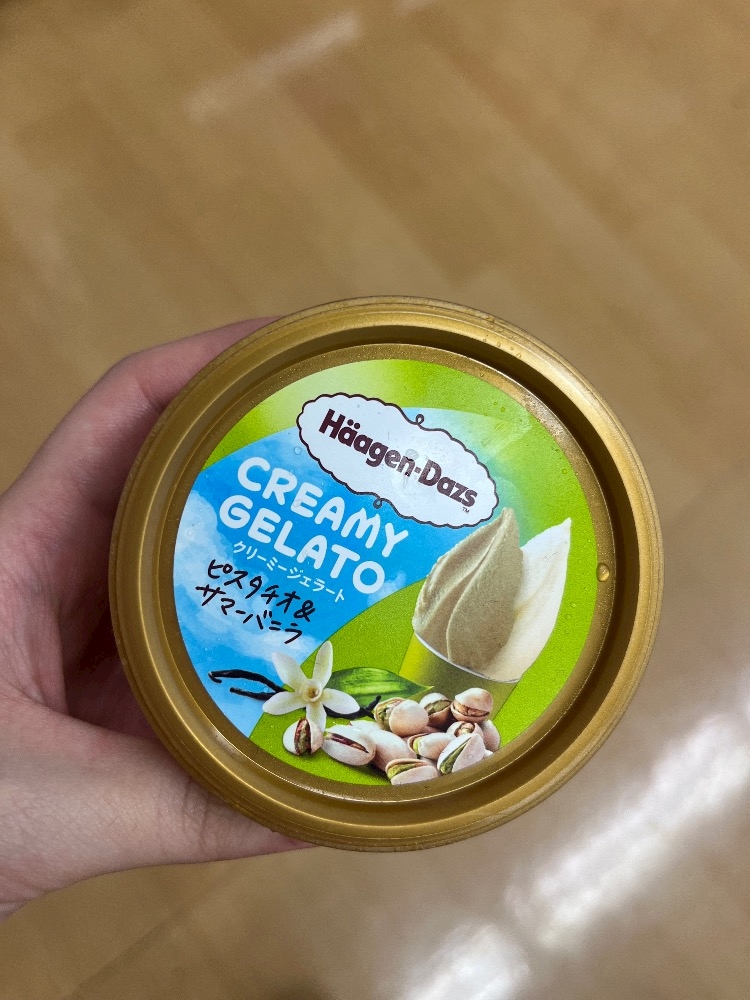 Häagen-Dazs
TM
CREAMY
GELATO
クリーミージェラート
ピスタチオ&
サマーバニラ